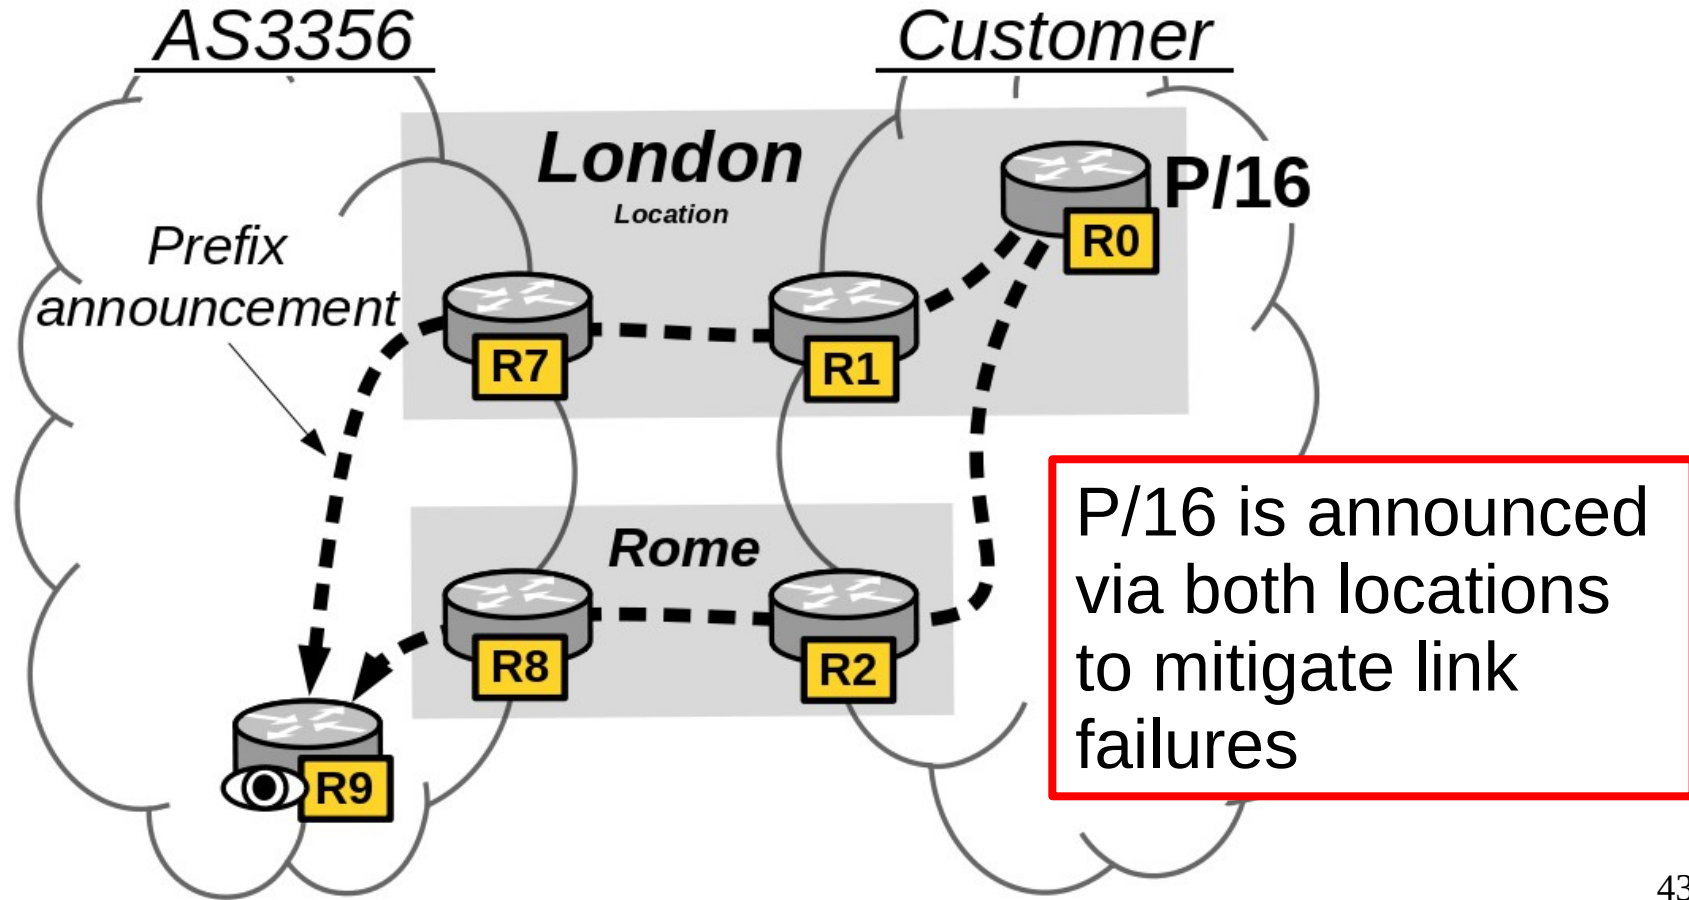 AS3356
Customer
London
Location
P/16
R0
Prefix
announcement
R7
R1
Rome
R8
R2
R9
P/16 is announced
via both locations
to mitigate link
failures
43